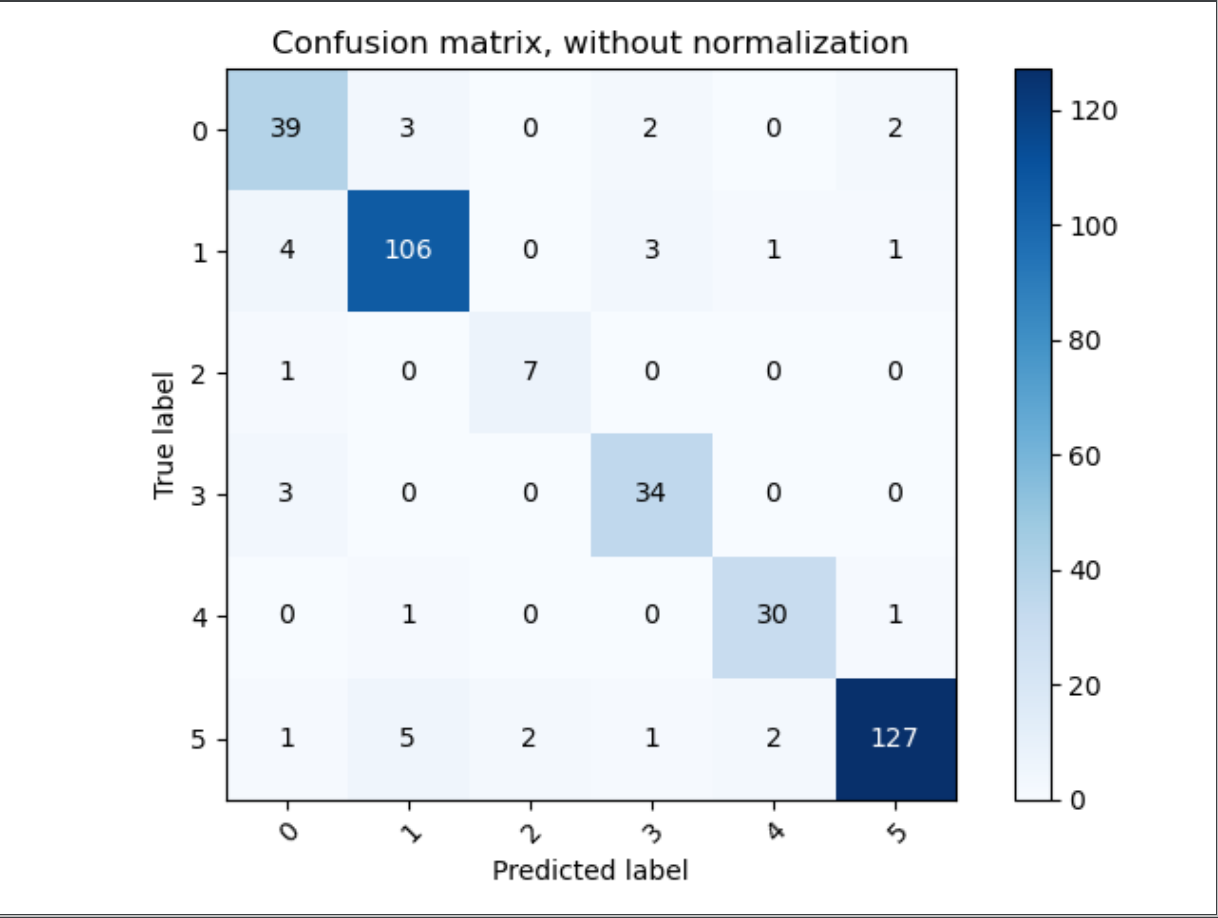 Confusion matrix, without normalization
0 39 3 0 2 0 2
1 4 106 0 3 1 1
2 1 0 7 0 0 0
3 3 0 0 34 0 0
4 0 1 0 0 30 1
5 1 5 2 1 2 127
0 1 2 3 4 5
Predicted label
True label
120
100
80
60
40
20
0